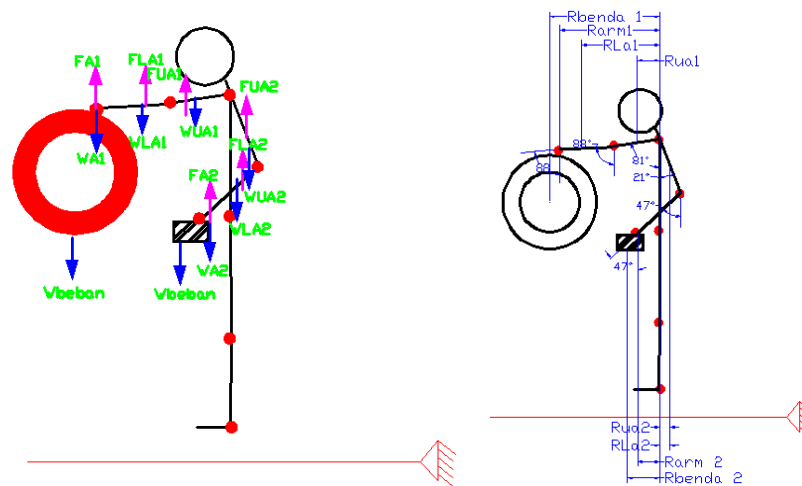 FA1
FLA1
FUA1
FUA2
WA1
WLA1
WUA1
FLA2
FA2
WUA2
WLA2
WA2
Wbeban
Wbeban
Rbenda 1
Rarm1
RLa1
Rua1
88°
88
81°
21°
47°
47°
Rua2
RLa2
Rarm 2
Rbenda 2